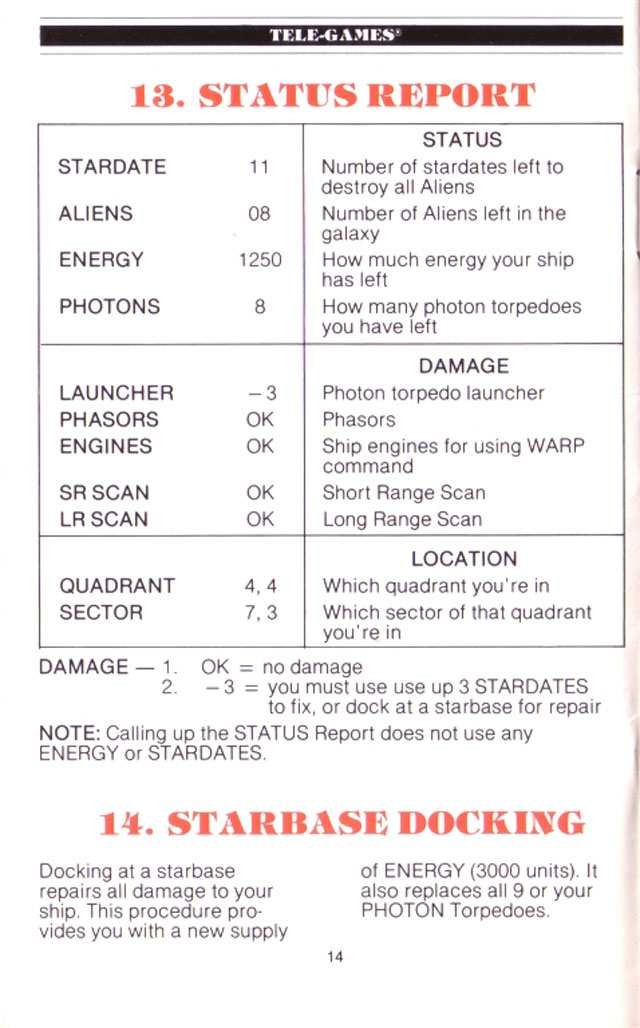 TELE-GAMES®
13. STATUS REPORT
STATUS
STARDATE 11 Number of stardates left to
destroy all Aliens
ALIENS 08 Number of Aliens left in the
galaxy
ENERGY 1250 How much energy your ship
has left
PHOTONS 8 How many photon torpedoes
you have left
DAMAGE
LAUNCHER – 3 Photon torpedo launcher
PHASORS OK Phasors
ENGINES OK Ship engines for using WARP
command
SR SCAN OK Short Range Scan
LR SCAN OK Long Range Scan
LOCATION
QUADRANT 4, 4 Which quadrant you're in
SECTOR 7, 3 Which sector of that quadrant
you're in
DAMAGE — 1. OK = no damage
2. – 3 = you must use use up 3 STARDATES
to fix, or dock at a starbase for repair
NOTE: Calling up the STATUS Report does not use any
ENERGY or STARDATES.
14. STARBASE DOCKING
Docking at a starbase
repairs all damage to your
ship. This procedure pro-
vides you with a new supply
of ENERGY (3000 units). It
also replaces all 9 or your
PHOTON Torpedoes.
14